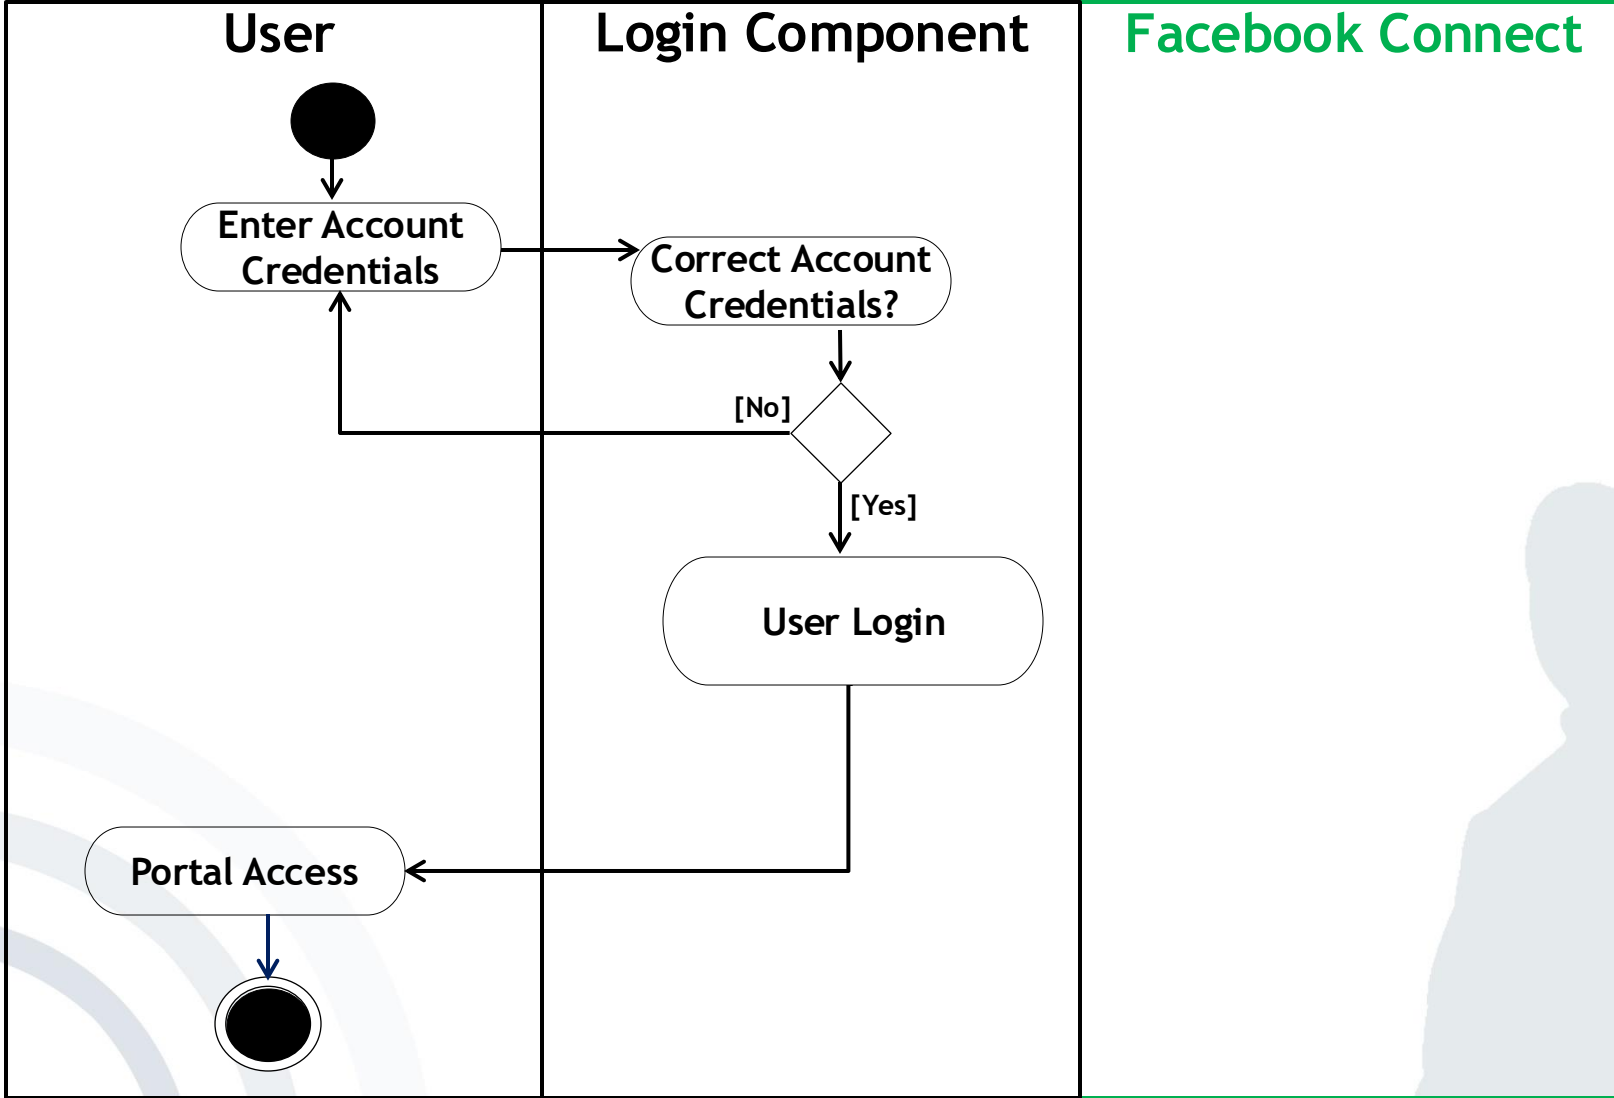 User
Login Component
Facebook Connect
Enter Account
Credentials
Correct Account
Credentials?
[No]
[Yes]
User Login
Portal Access